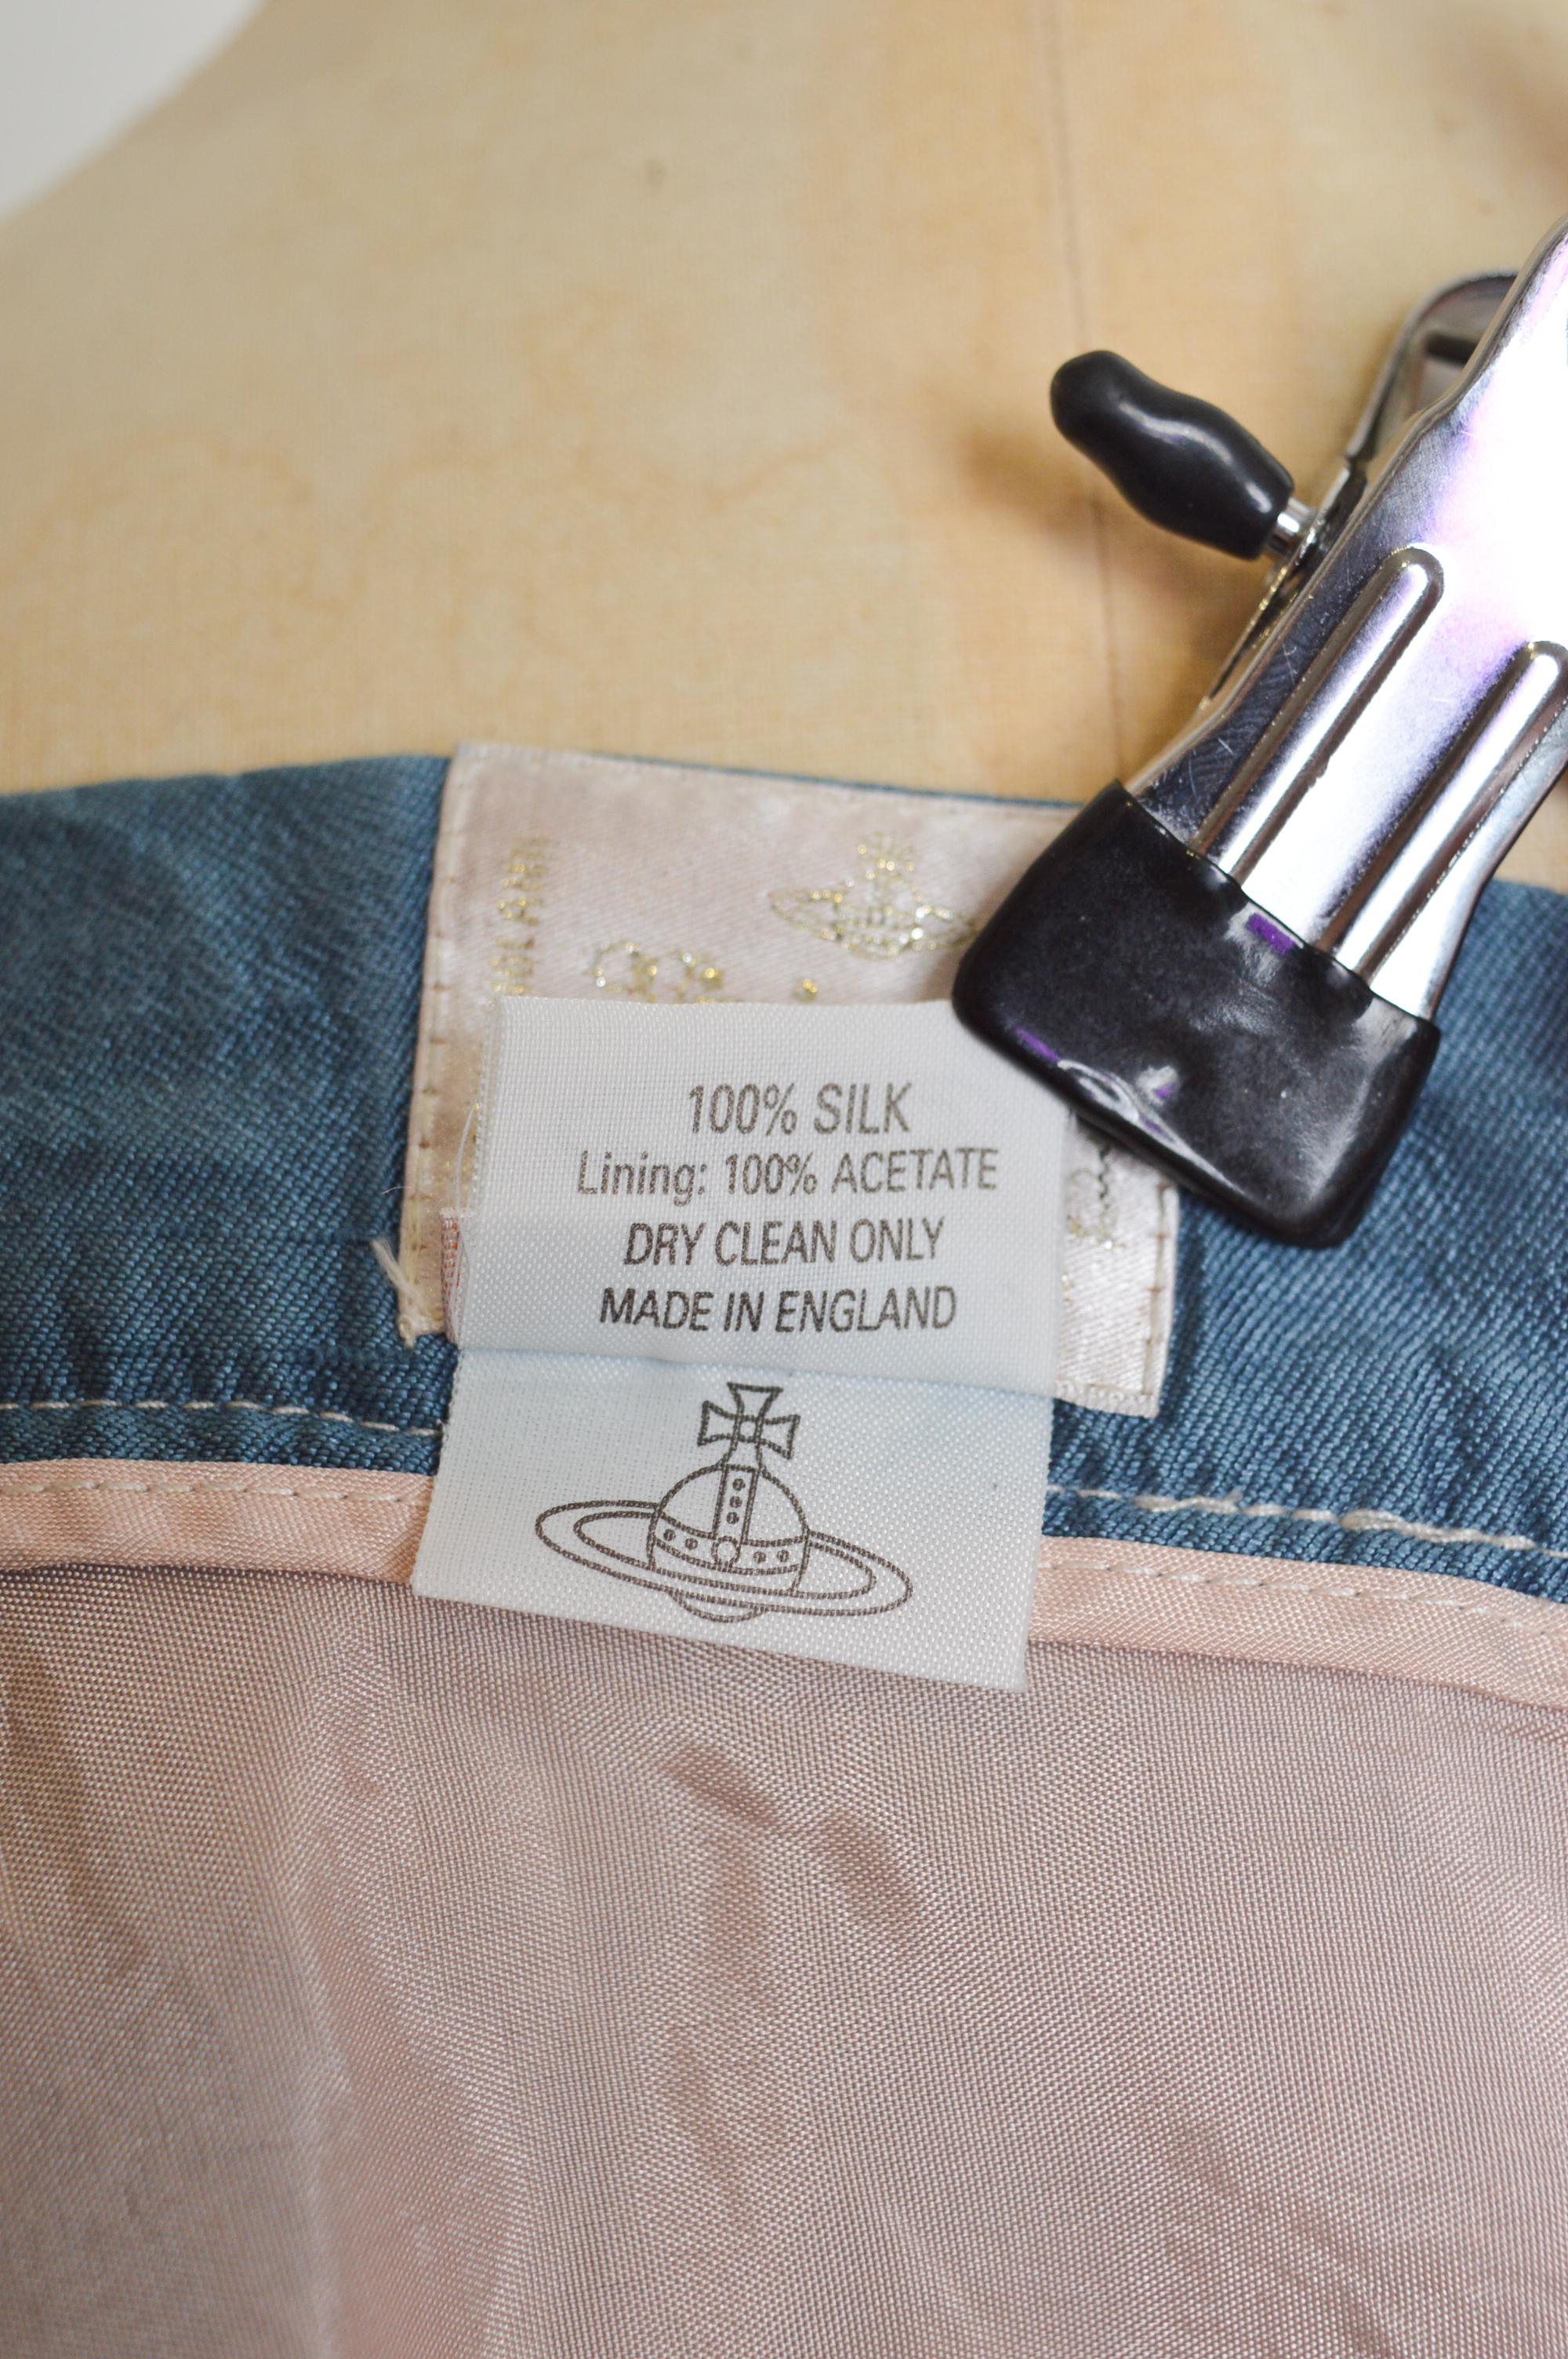 100% SILK
Lining: 100% ACETATE
DRY CLEAN ONLY
MADE IN ENGLAND